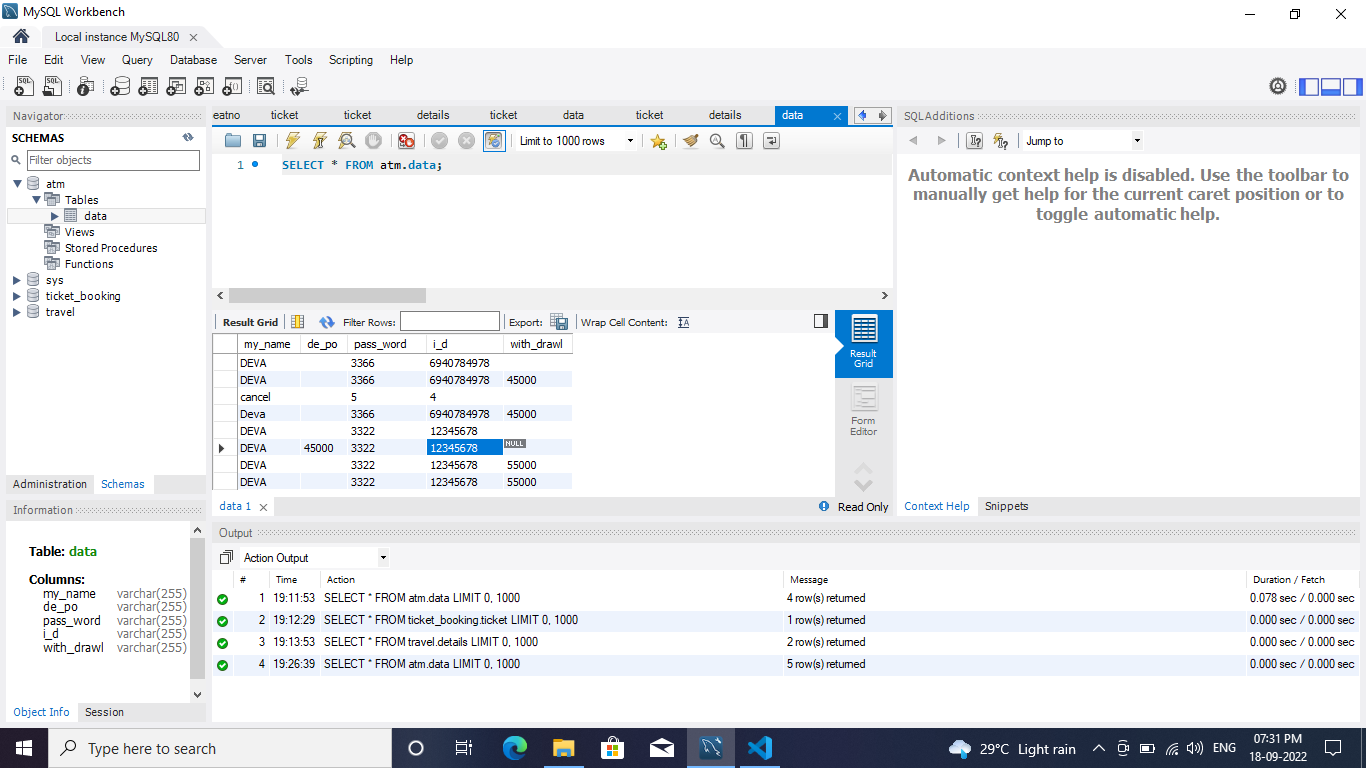 MySQL Workbench
Local instance MySQL80
File Edit View Query Database Server Tools Scripting Help
Navigator
SCHEMAS
Filter objects
atm
Tables
data
Views
Stored Procedures
Functions
sys
ticket_booking
travel
Administration Schemas
Information
Table: data
Columns:
my_name varchar(255)
de_po varchar(255)
pass_word varchar(255)
i_d varchar(255)
with_drawl varchar(255)
Object Info Session
eatno ticket ticket details ticket data ticket details data
Limit to 1000 rows
1 SELECT * FROM atm.data;
Result Grid Filter Rows: Export: Wrap Cell Content:
my_name de_po pass_word i_d with_drawl
DEVA 3366 6940784978
DEVA 3366 6940784978 45000
cancel 5 4
Deva 3366 6940784978 45000
DEVA 3322 12345678
DEVA 45000 3322 12345678 NULL
DEVA 3322 12345678 55000
DEVA 3322 12345678 55000
Result
Grid
Form
Editor
data 1
Read Only
SQLAdditions
Jump to
Automatic context help is disabled. Use the toolbar to
manually get help for the current caret position or to
toggle automatic help.
Context Help Snippets
Output
Action Output
# Time Action Message Duration / Fetch
1 19:11:53 SELECT * FROM atm.data LIMIT 0, 1000 4 row(s) returned 0.078 sec / 0.000 sec
2 19:12:29 SELECT * FROM ticket_booking.ticket LIMIT 0, 1000 1 row(s) returned 0.000 sec / 0.000 sec
3 19:13:53 SELECT * FROM travel.details LIMIT 0, 1000 2 row(s) returned 0.000 sec / 0.000 sec
4 19:26:39 SELECT * FROM atm.data LIMIT 0, 1000 5 row(s) returned 0.000 sec / 0.000 sec
Type here to search
29°C Light rain
ENG
07:31 PM
18-09-2022